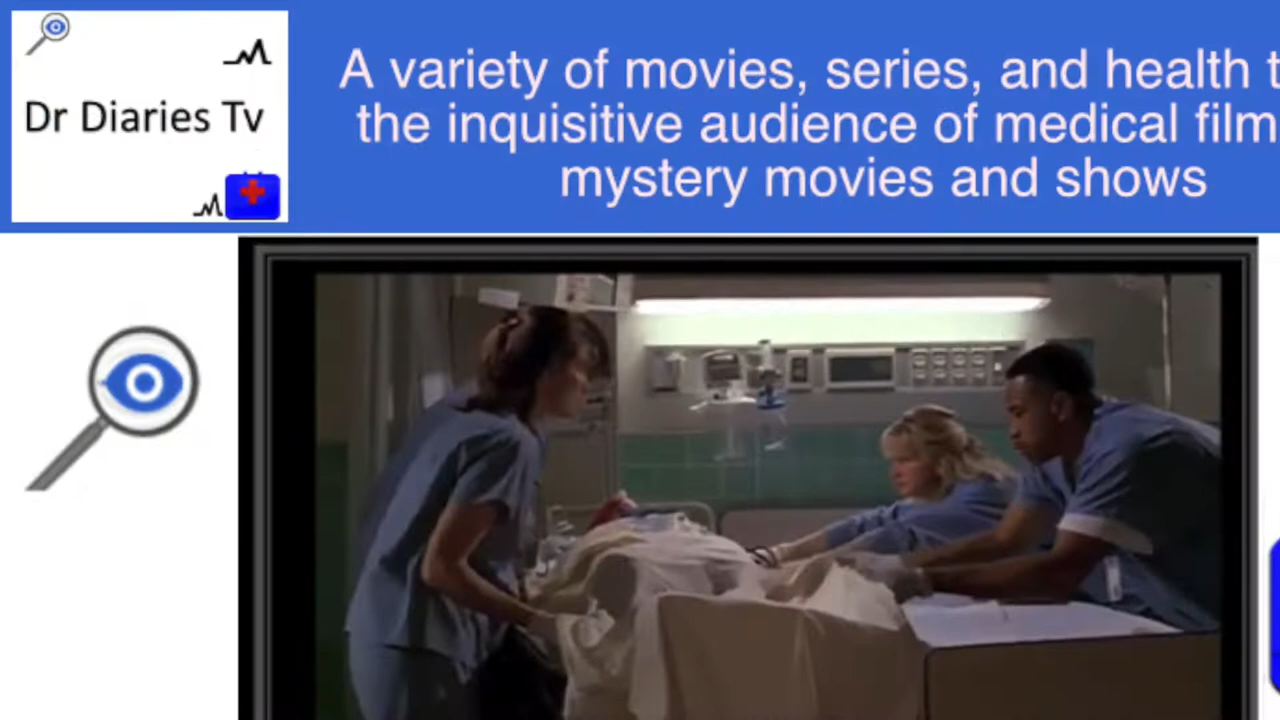 Dr Diaries Tv
A variety of movies, series, and health
the inquisitive audience of medical film
mystery movies and shows